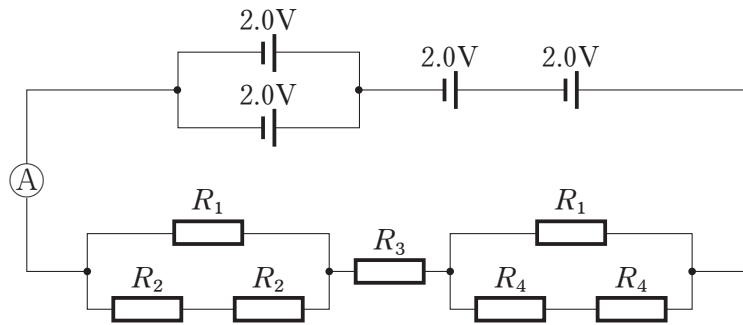 2.0V
2.0V 2.0V 2.0V
A
R₁ R₁
R₃
R₂ R₂ R₄ R₄